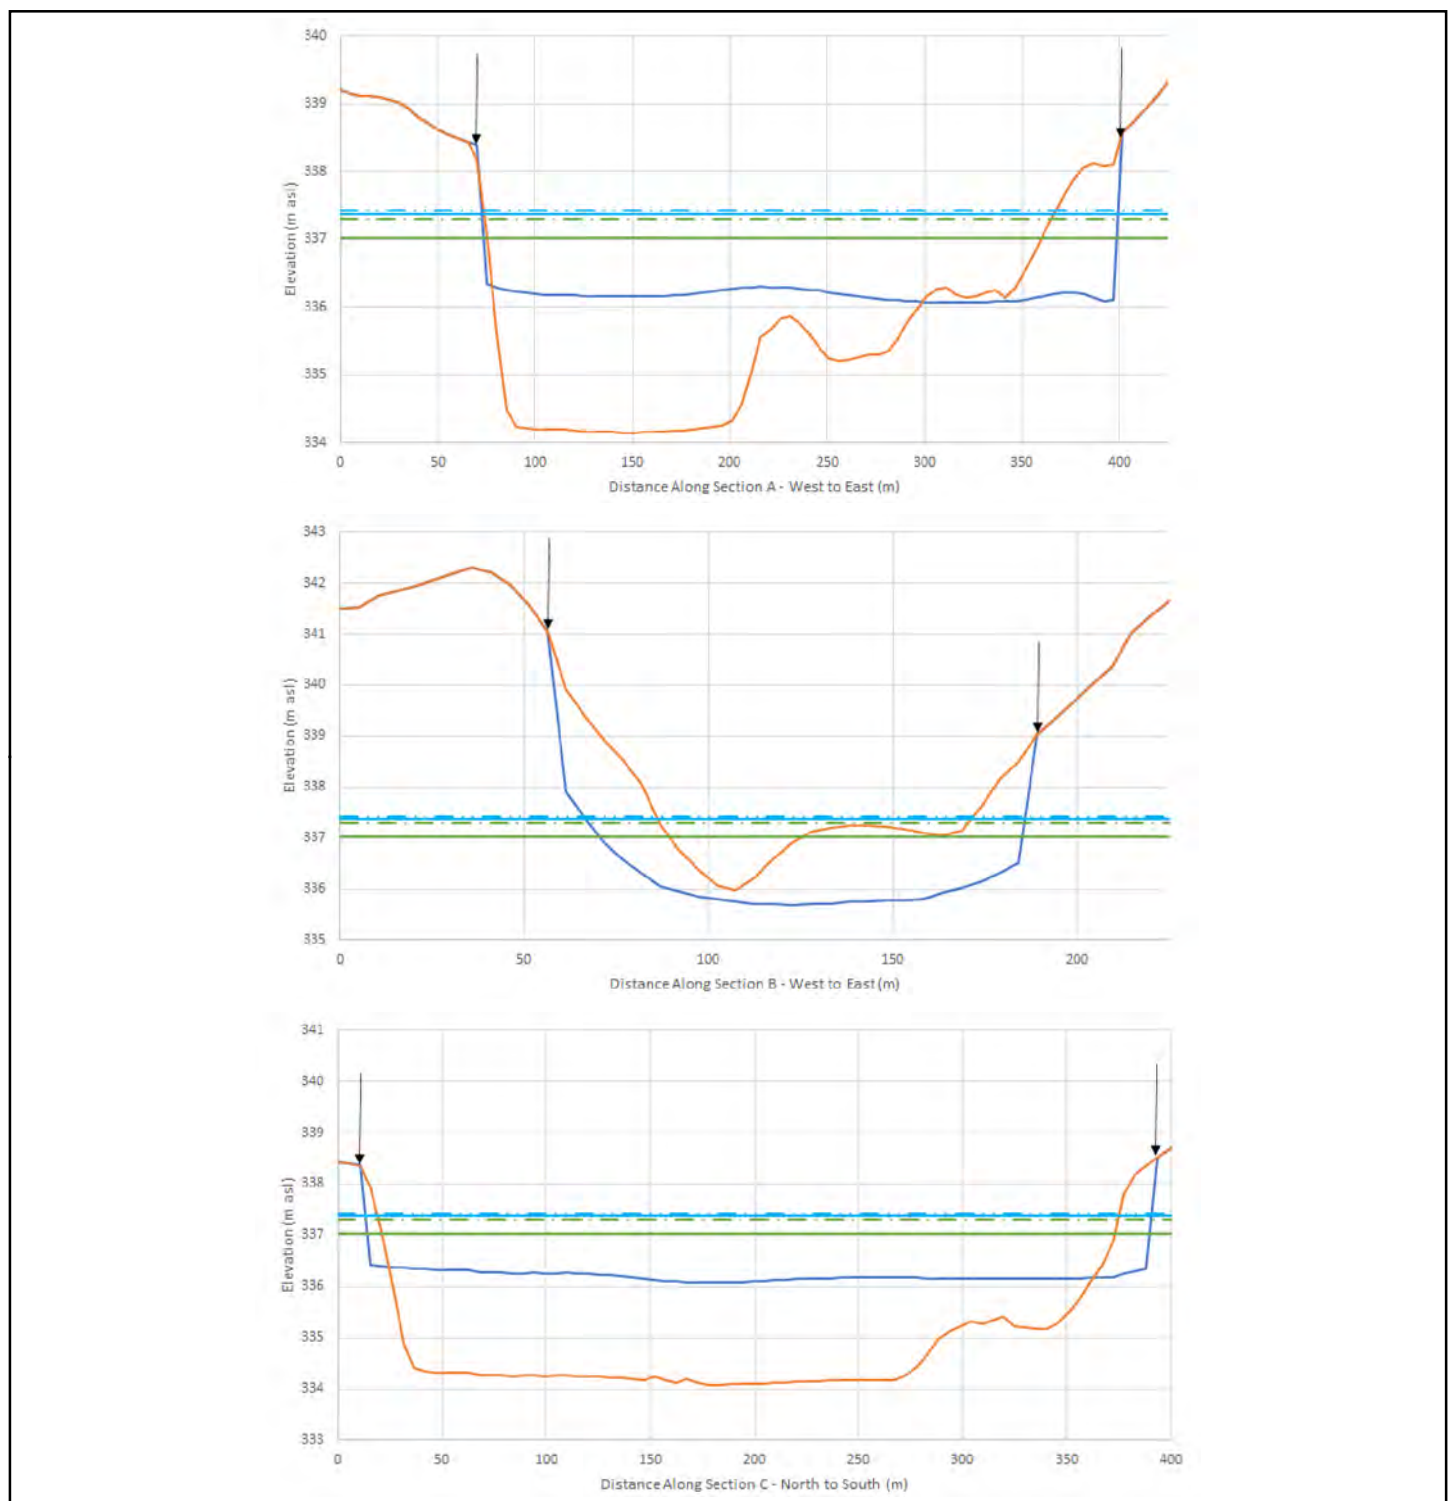 340
339
338
337
336
335
334
Elevation (m asl)
0 50 100 150 200 250 300 350 400
Distance Along Section A - West to East (m)
343
342
341
340
339
338
337
336
335
Elevation (m asl)
0 50 100 150 200
Distance Along Section B - West to East (m)
341
340
339
338
337
336
335
334
333
Elevation (m asl)
0 50 100 150 200 250 300 350 400
Distance Along Section C - North to South (m)